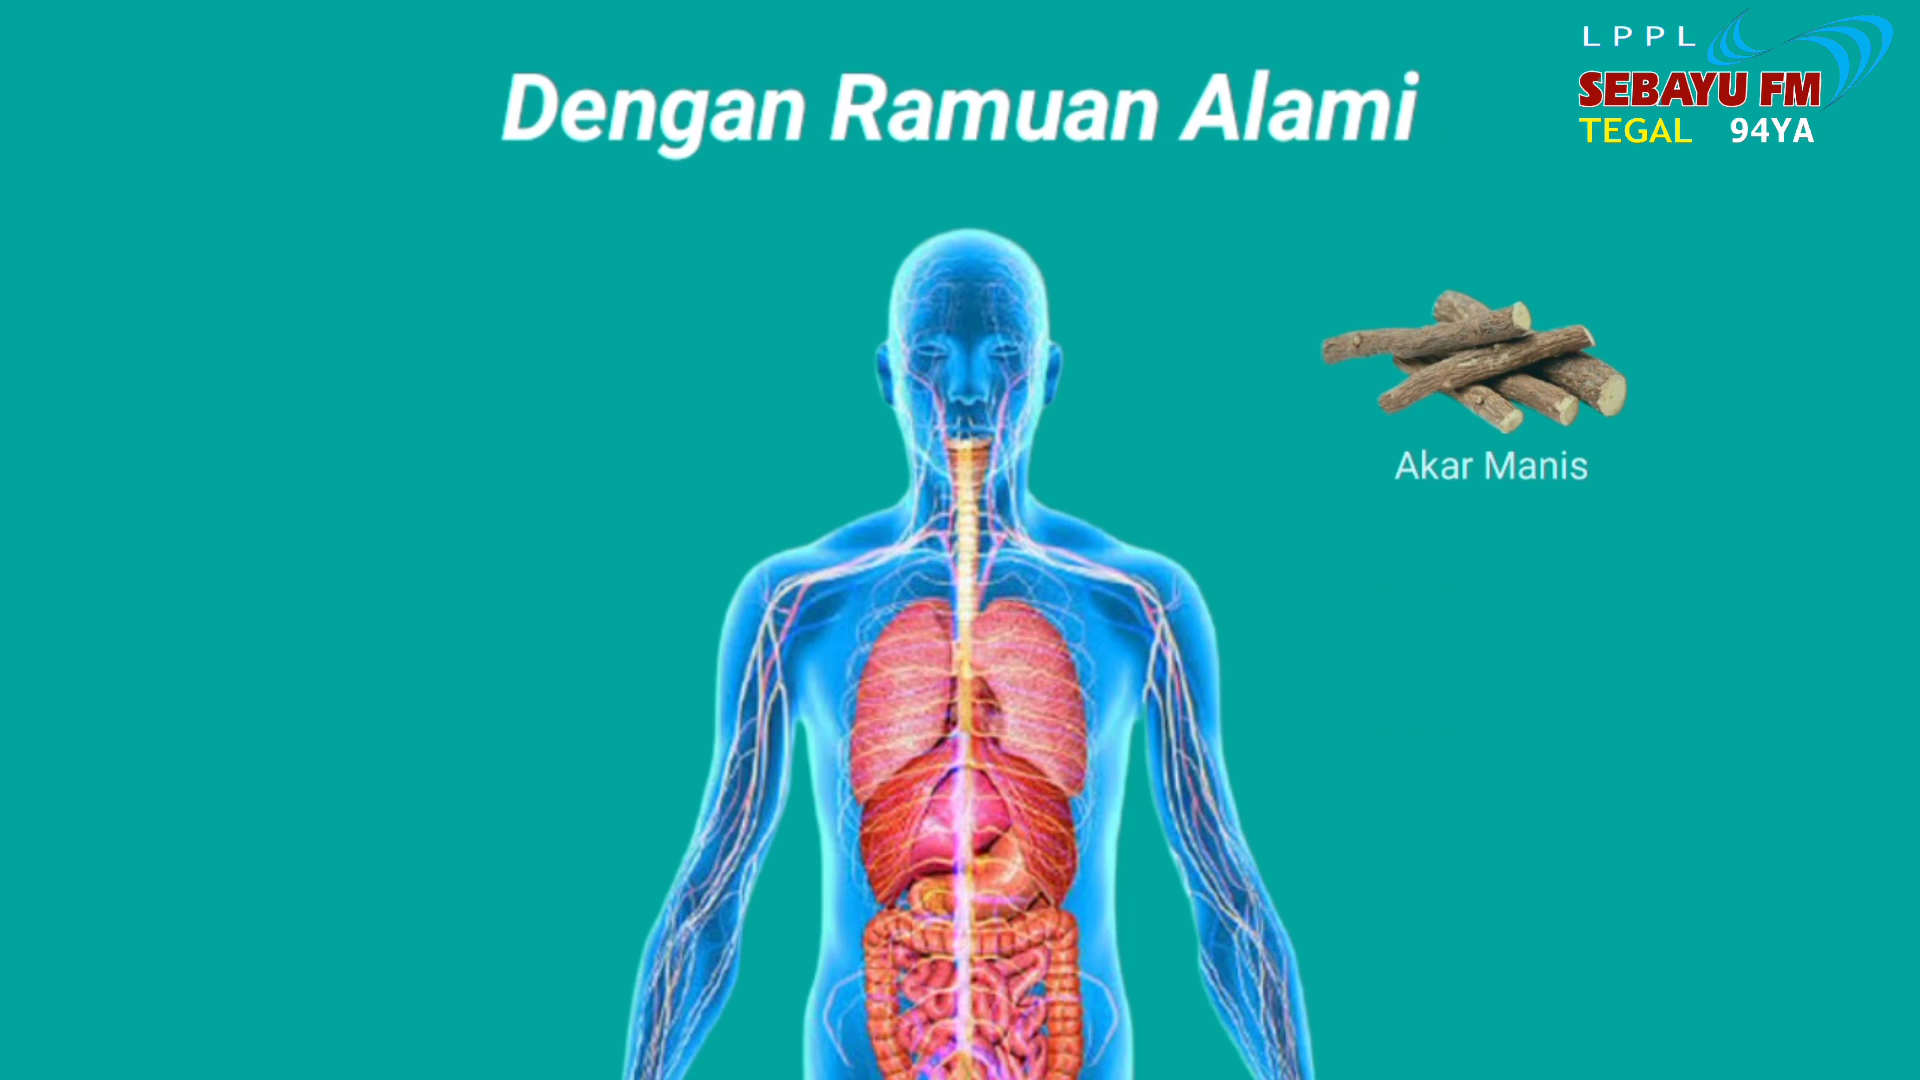 Dengan Ramuan Alami
LPPL
SEBAYU FM
TEGAL 94YA
Akar Manis